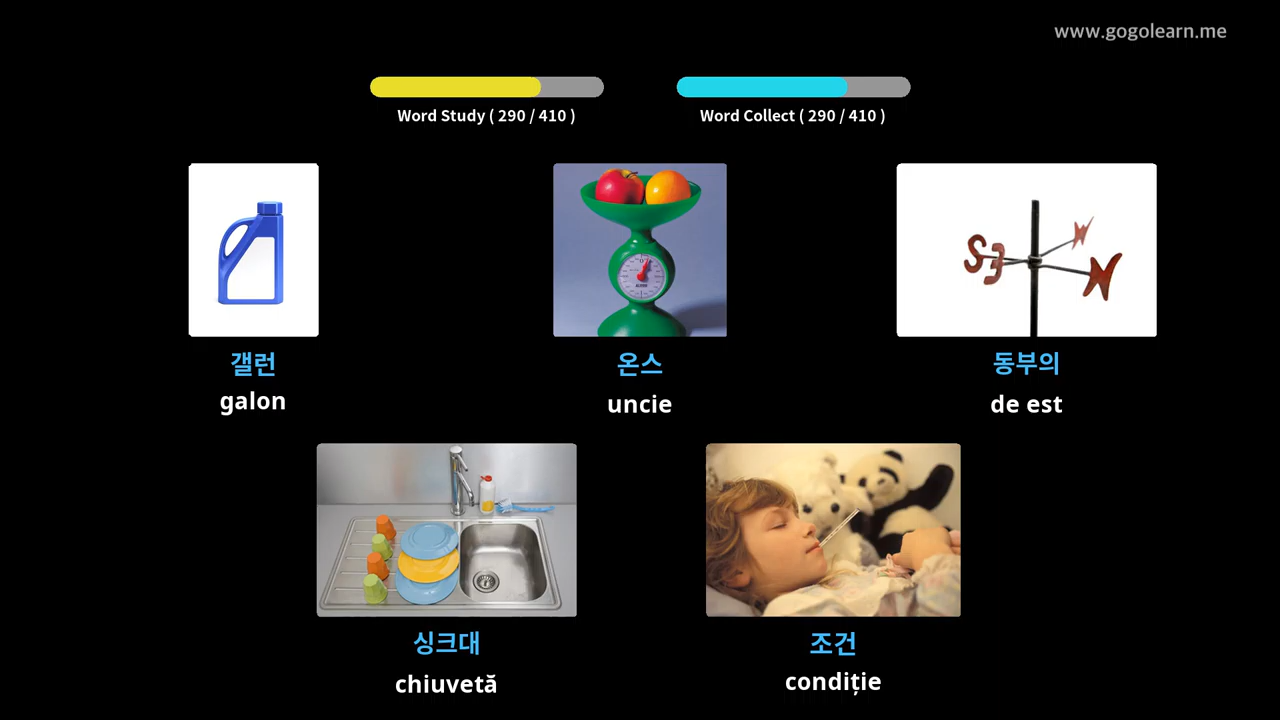 www.gogolearn.me
Word Study ( 290 / 410 )
Word Collect ( 290 / 410 )
갤런
galon
온스
uncie
동부의
de est
S
E
N
W
싱크대
chiuvetă
조건
condiție